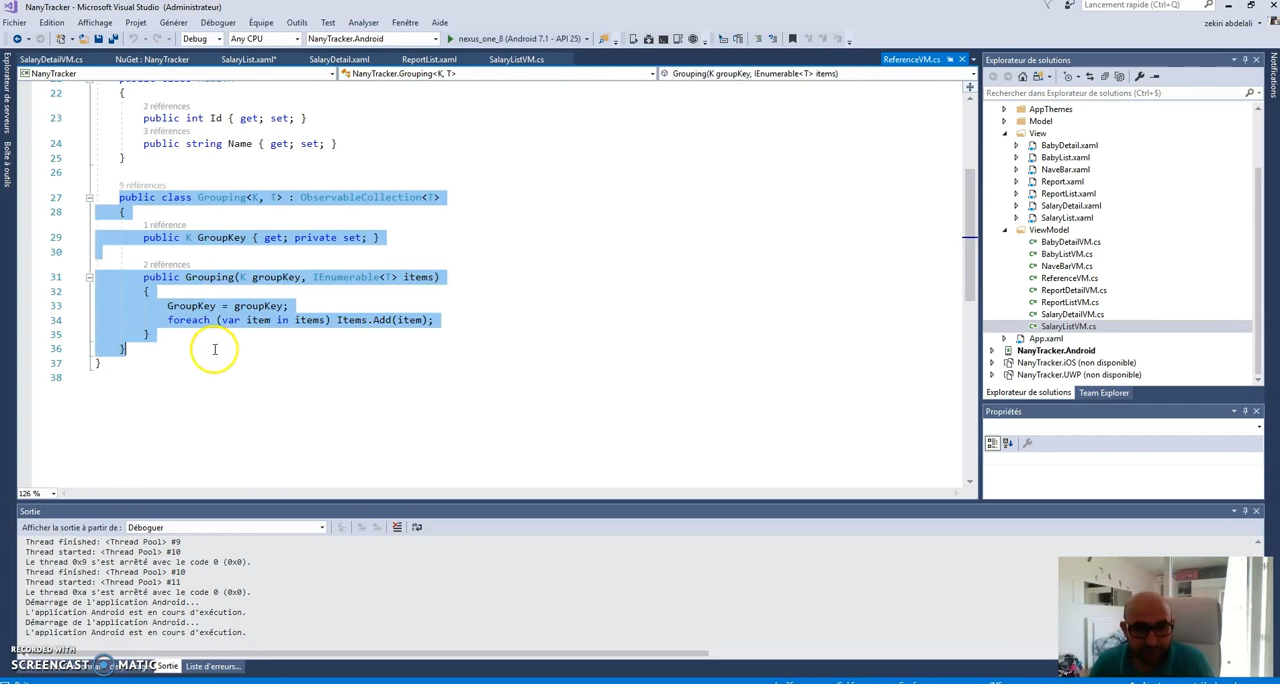 NanyTracker - Microsoft Visual Studio (Administrateur)
Lancement rapide (Ctrl+Q)
Fichier Edition Affichage Projet Générer Déboguer Équipe Outils Test Analyser Fenêtre Aide
zekiri abdelali
Debug Any CPU NanyTracker.Android nexus_one_8 (Android 7.1 - API 25)
SalaryDetailVM.cs NuGet: NanyTracker SalaryList.xaml* SalaryDetail.xaml ReportList.xaml SalaryListVM.cs ReferenceVM.cs
NanyTracker NanyTracker.Grouping<K, T> Grouping(K groupKey, IEnumerable<T> items)
22 {
2 références
23 public int Id { get; set; }
3 références
24 public string Name { get; set; }
25 }
26
9 références
27 public class Grouping<K, T> : ObservableCollection<T>
28 {
1 référence
29 public K GroupKey { get; private set; }
30
2 références
31 public Grouping(K groupKey, IEnumerable<T> items)
32 {
33 GroupKey = groupKey;
34 foreach (var item in items) Items.Add(item);
35 }
36 }
37 }
38
126 %
Explorateur de serveurs
Boîte à outils
Notifications
Explorateur de solutions
Rechercher dans Explorateur de solutions (Ctrl+$)
AppThemes
Model
View
BabyDetail.xaml
BabyList.xaml
NaveBar.xaml
Report.xaml
ReportList.xaml
SalaryDetail.xaml
SalaryList.xaml
ViewModel
BabyDetailVM.cs
BabyListVM.cs
NaveBarVM.cs
ReferenceVM.cs
ReportDetailVM.cs
ReportListVM.cs
SalaryDetailVM.cs
SalaryListVM.cs
App.xaml
NanyTracker.Android
NanyTracker.iOS (non disponible)
NanyTracker.UWP (non disponible)
Explorateur de solutions Team Explorer
Propriétés
Sortie
Afficher la sortie à partir de : Déboguer
Thread finished: <Thread Pool> #9
Thread started: <Thread Pool> #10
Le thread 0x9 s'est arrêté avec le code 0 (0x0).
Thread finished: <Thread Pool> #10
Thread started: <Thread Pool> #11
Le thread 0xa s'est arrêté avec le code 0 (0x0).
Démarrage de l'application Android...
L'application Android est en cours d'exécution.
Démarrage de l'application Android...
L'application Android est en cours d'exécution.
RECORDED WITH
SCREENCAST MATIC
Sortie Liste d'erreurs...